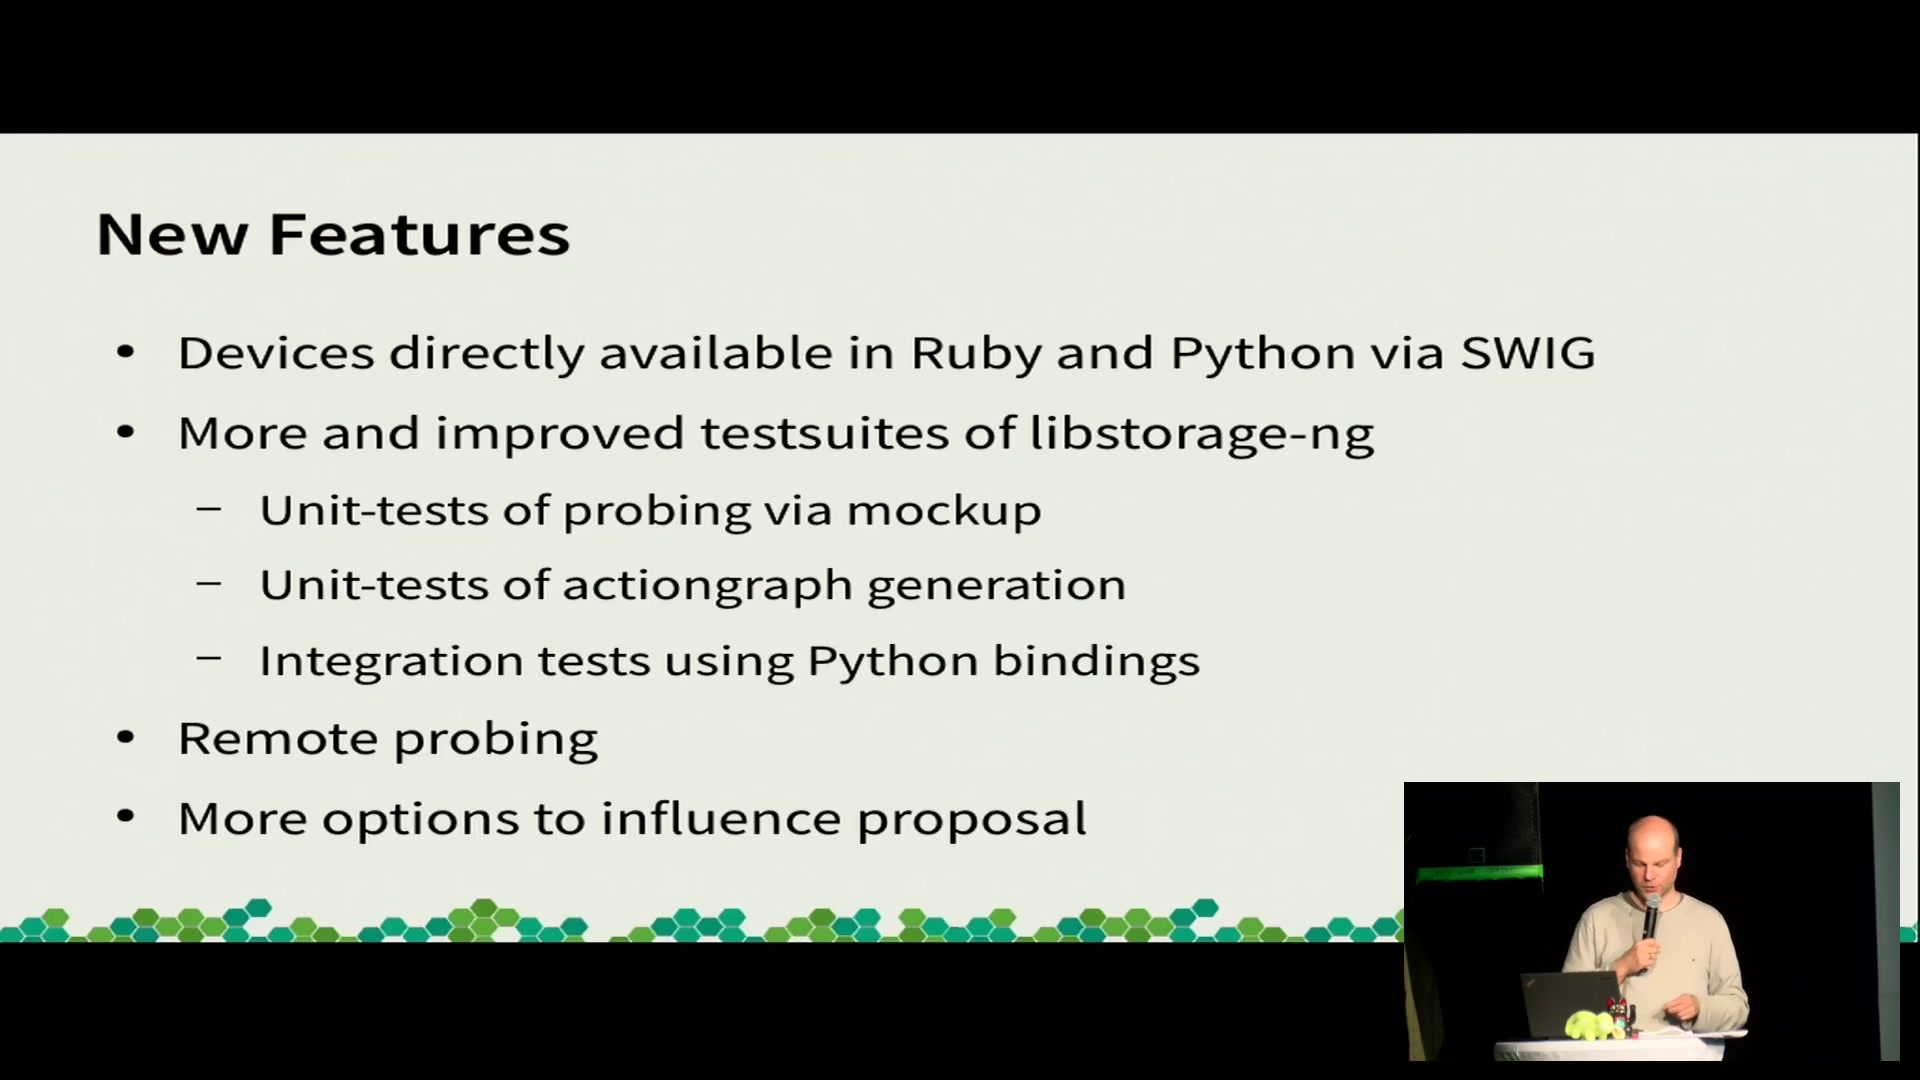 New Features
• Devices directly available in Ruby and Python via SWIG
• More and improved testsuites of libstorage-ng
– Unit-tests of probing via mockup
– Unit-tests of actiongraph generation
– Integration tests using Python bindings
• Remote probing
• More options to influence proposal